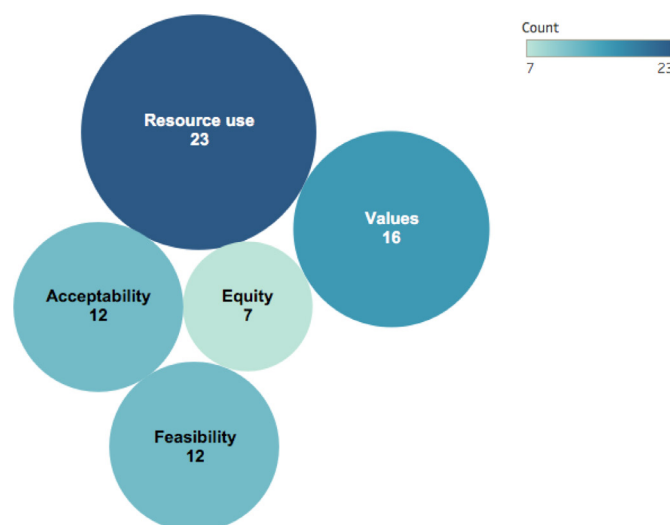 Count
7 23
Resource use
23
Values
16
Acceptability
12
Equity
7
Feasibility
12